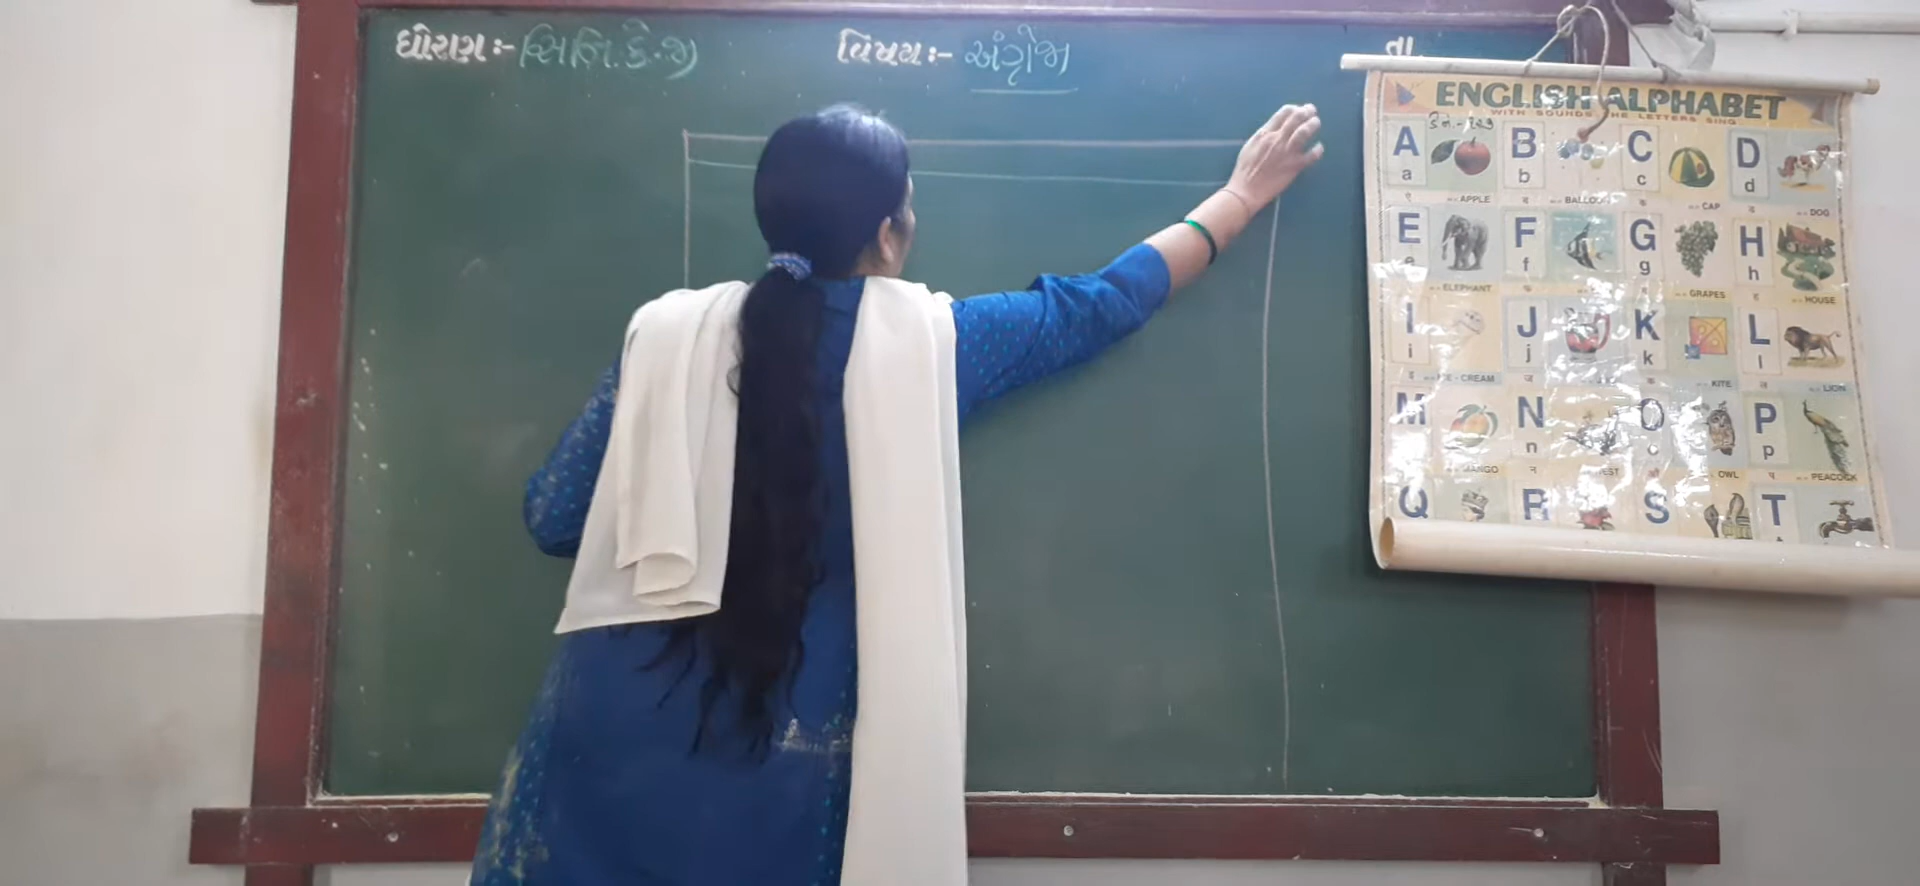 ધોરણ:- સિનિ.કે.જી
વિષય:- અંગ્રેજી
તા
ENGLISH ALPHABET
WITH SOUNDS THE LETTERS SING
A a APPLE B b BALLOON C c CAP D d DOG
E e ELEPHANT F f G g GRAPES H h HOUSE
I i ICE-CREAM J j K k KITE L l LION
M MANGO N n NEST O o OWL P p PEACOCK
Q R S T